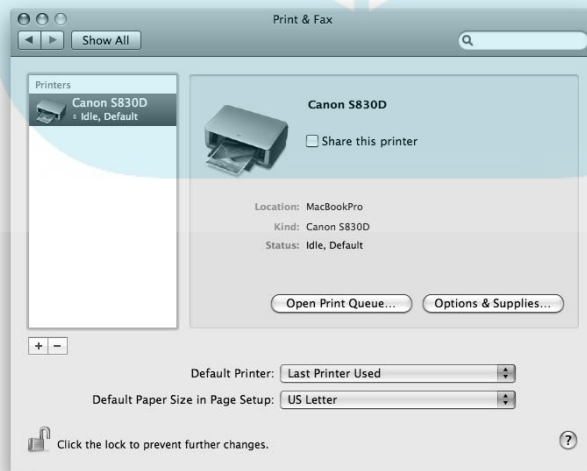 Print & Fax
Show All
Printers
Canon S830D
Idle, Default
Canon S830D
Share this printer
Location: MacBookPro
Kind: Canon S830D
Status: Idle, Default
Open Print Queue...
Options & Supplies...
+ -
Default Printer: Last Printer Used
Default Paper Size in Page Setup: US Letter
Click the lock to prevent further changes.
?